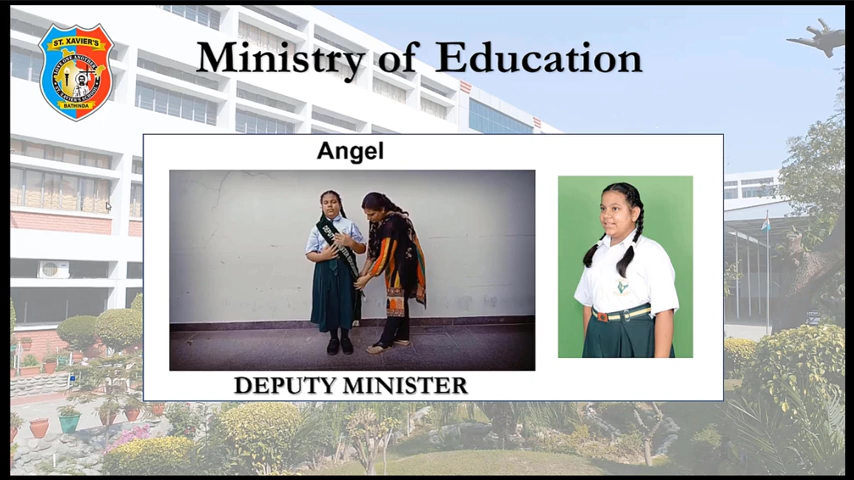 ST. XAVIER'S
BATHINDA
Ministry of Education
Angel
DEPUTY MINISTER